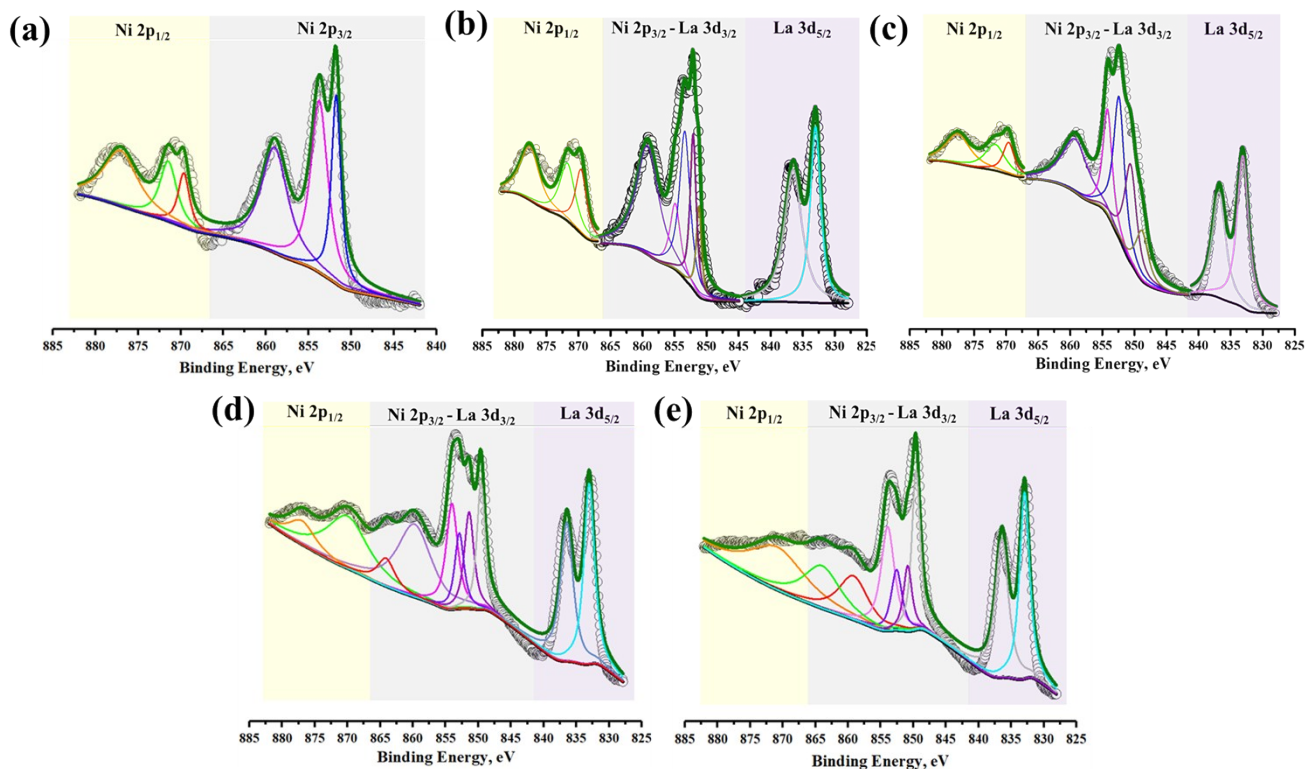 (a)
Ni 2p1/2
Ni 2p3/2
885 880 875 870 865 860 855 850 845 840
Binding Energy, eV
(b)
Ni 2p1/2
Ni 2p3/2 - La 3d3/2
La 3d5/2
885 880 875 870 865 860 855 850 845 840 835 830 825
Binding Energy, eV
(c)
Ni 2p1/2
Ni 2p3/2 - La 3d3/2
La 3d5/2
885 880 875 870 865 860 855 850 845 840 835 830 825
Binding Energy, eV
(d)
Ni 2p1/2
Ni 2p3/2 - La 3d3/2
La 3d5/2
885 880 875 870 865 860 855 850 845 840 835 830 825
Binding Energy, eV
(e)
Ni 2p1/2
Ni 2p3/2 - La 3d3/2
La 3d5/2
885 880 875 870 865 860 855 850 845 840 835 830 825
Binding Energy, eV